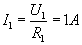 I₁ = U₁/R₁ = 1A